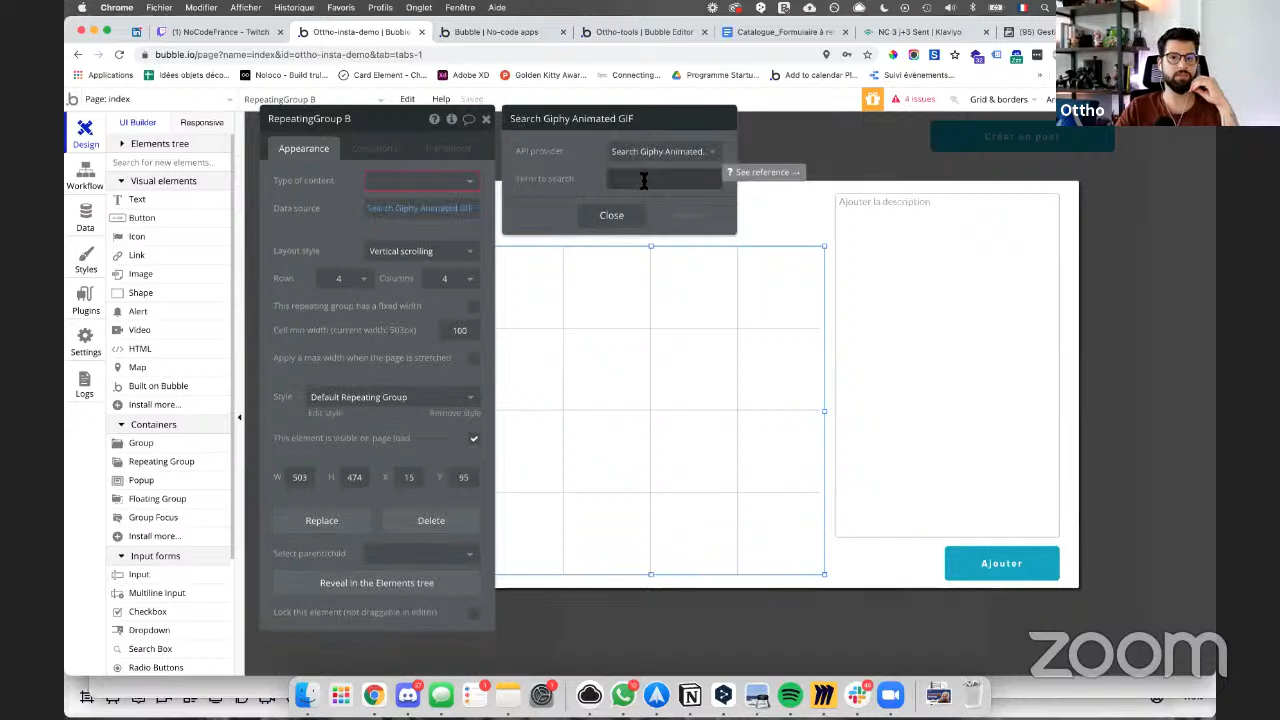 Chrome Fichier Modifier Afficher Historique Favoris Profils Onglet Fenêtre Aide
NoCodeFrance - Twitch
Ottho-insta-demo | Bubble
Bubble | No-code apps
Ottho-tools | Bubble Editor
Catalogue_Formulaire à r
NC 3 j+3 Sent | Klaviyo
(95) Gesti
bubble.io/page?name=index&id=ottho-insta-demo&tab=tabs-1
Applications
Idées objets déco...
Noloco - Build trul...
Card Element - Ch...
Adobe XD
Golden Kitty Awar...
Connecting...
Programme Startu...
Add to calendar Pl...
Suivi évènements...
»
Page: index
RepeatingGroup B
Edit
Help
Saved
4 issues
Grid & borders
Ottho
Créer un post
Design
Workflow
Data
Styles
Plugins
Settings
Logs
UI Builder
Responsive
Elements tree
Search for new elements...
Visual elements
Text
Button
Icon
Link
Image
Shape
Alert
Video
HTML
Map
Built on Bubble
Install more...
Containers
Group
Repeating Group
Popup
Floating Group
Group Focus
Install more...
Input forms
Input
Multiline Input
Checkbox
Dropdown
Search Box
Radio Buttons
RepeatingGroup B
Appearance
Conditional
Transitions
Type of content
Data source
Search Giphy Animated GIF
Layout style
Vertical scrolling
Rows 4 Columns 4
This repeating group has a fixed width
Cell min width (current width: 503px) 100
Apply a max width when the page is stretched
Style
Default Repeating Group
Edit style
Remove style
This element is visible on page load
W 503 H 474 X 15 Y 95
Replace
Delete
Select parent/child
Reveal in the Elements tree
Lock this element (not draggable in editor)
Search Giphy Animated GIF
API provider
Search Giphy Animated..
Term to search
? See reference →
Close
Ajouter la description
Ajouter
zoom